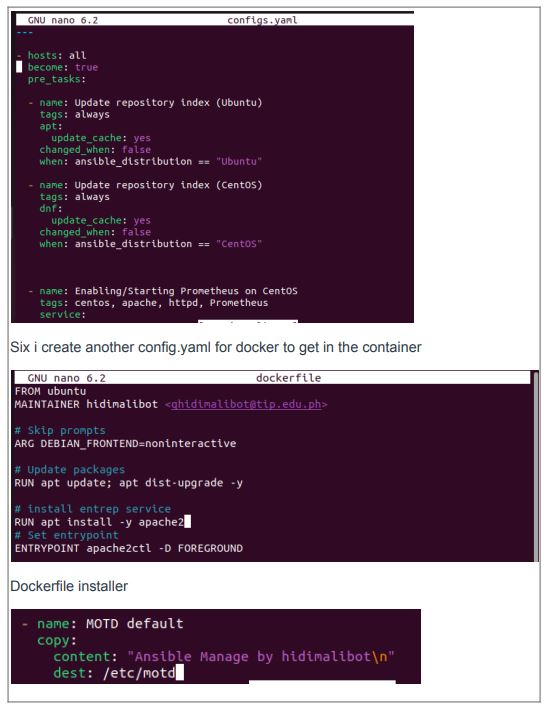 GNU nano 6.2 configs.yaml
---
- hosts: all
become: true
pre_tasks:
- name: Update repository index (Ubuntu)
tags: always
apt:
update_cache: yes
changed_when: false
when: ansible_distribution == "Ubuntu"
- name: Update repository index (CentOS)
tags: always
dnf:
update_cache: yes
changed_when: false
when: ansible_distribution == "CentOS"
- name: Enabling/Starting Prometheus on CentOS
tags: centos, apache, httpd, Prometheus
service:
Six i create another config.yaml for docker to get in the container
GNU nano 6.2 dockerfile
FROM ubuntu
MAINTAINER hidimalibot <qhidimalibot@tip.edu.ph>
# Skip prompts
ARG DEBIAN_FRONTEND=noninteractive
# Update packages
RUN apt update; apt dist-upgrade -y
# install entrep service
RUN apt install -y apache2
# Set entrypoint
ENTRYPOINT apache2ctl -D FOREGROUND
Dockerfile installer
- name: MOTD default
copy:
content: "Ansible Manage by hidimalibot\n"
dest: /etc/motd